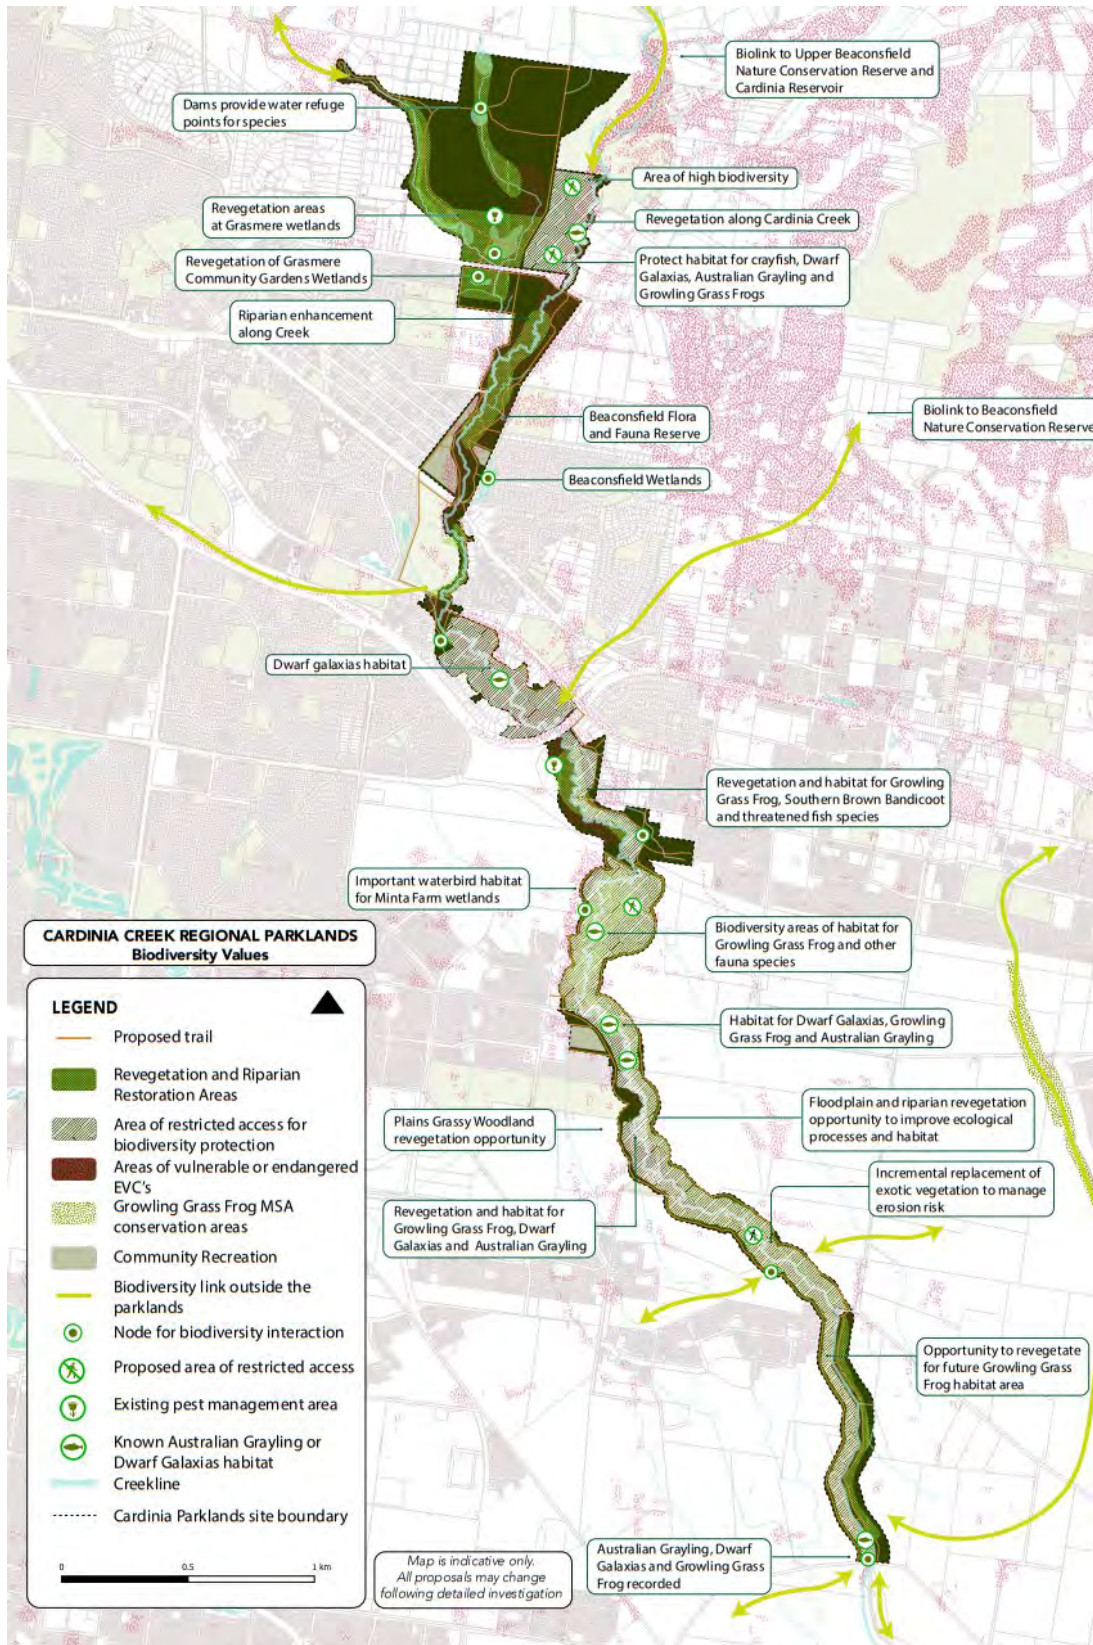 Biolink to Upper Beaconsfield
Nature Conservation Reserve and
Cardinia Reservoir
Dams provide water refuge
points for species
Area of high biodiversity
Revegetation areas
at Grasmere wetlands
Revegetation along Cardinia Creek
Revegetation of Grasmere
Community Gardens Wetlands
Protect habitat for crayfish, Dwarf
Galaxias, Australian Grayling and
Growling Grass Frogs
Riparian enhancement
along Creek
Beaconsfield Flora
and Fauna Reserve
Biolink to Beaconsfield
Nature Conservation Reserve
Beaconsfield Wetlands
Dwarf galaxias habitat
Revegetation and habitat for Growling
Grass Frog, Southern Brown Bandicoot
and threatened fish species
Important waterbird habitat
for Minta Farm wetlands
Biodiversity areas of habitat for
Growling Grass Frog and other
fauna species
Habitat for Dwarf Galaxias, Growling
Grass Frog and Australian Grayling
Plains Grassy Woodland
revegetation opportunity
Floodplain and riparian revegetation
opportunity to improve ecological
processes and habitat
Incremental replacement of
exotic vegetation to manage
erosion risk
Revegetation and habitat for
Growling Grass Frog, Dwarf
Galaxias and Australian Grayling
Opportunity to revegetate
for future Growling Grass
Frog habitat area
Australian Grayling, Dwarf
Galaxias and Growling Grass
Frog recorded
CARDINIA CREEK REGIONAL PARKLANDS
Biodiversity Values
LEGEND
Proposed trail
Revegetation and Riparian
Restoration Areas
Area of restricted access for
biodiversity protection
Areas of vulnerable or endangered
EVC's
Growling Grass Frog MSA
conservation areas
Community Recreation
Biodiversity link outside the
parklands
Node for biodiversity interaction
Proposed area of restricted access
Existing pest management area
Known Australian Grayling or
Dwarf Galaxias habitat
Creekline
Cardinia Parklands site boundary
0 0.5 1 km
Map is indicative only.
All proposals may change
following detailed investigation